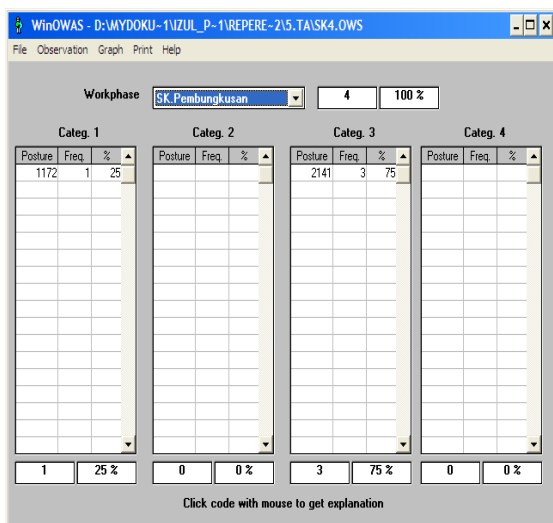 WinOWAS - D:\MYDOKU~1\IZUL_P~1\REPERE~2\5.TA\SK4.OWS
File Observation Graph Print Help
Workphase SK.Pembungkusan 4 100 %
Categ. 1 Categ. 2 Categ. 3 Categ. 4
Posture Freq. % Posture Freq. % Posture Freq. % Posture Freq. %
1172 1 25 2141 3 75
1 25 % 0 0 % 3 75 % 0 0 %
Click code with mouse to get explanation